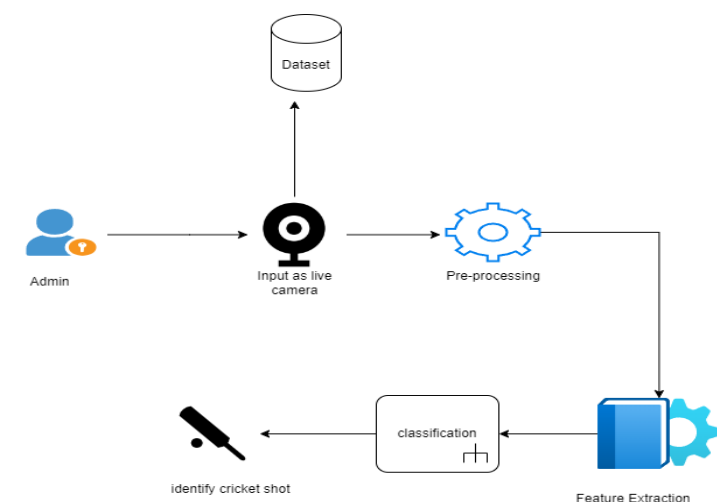 Dataset
Admin
Input as live
camera
Pre-processing
classification
identify cricket shot
Feature Extraction